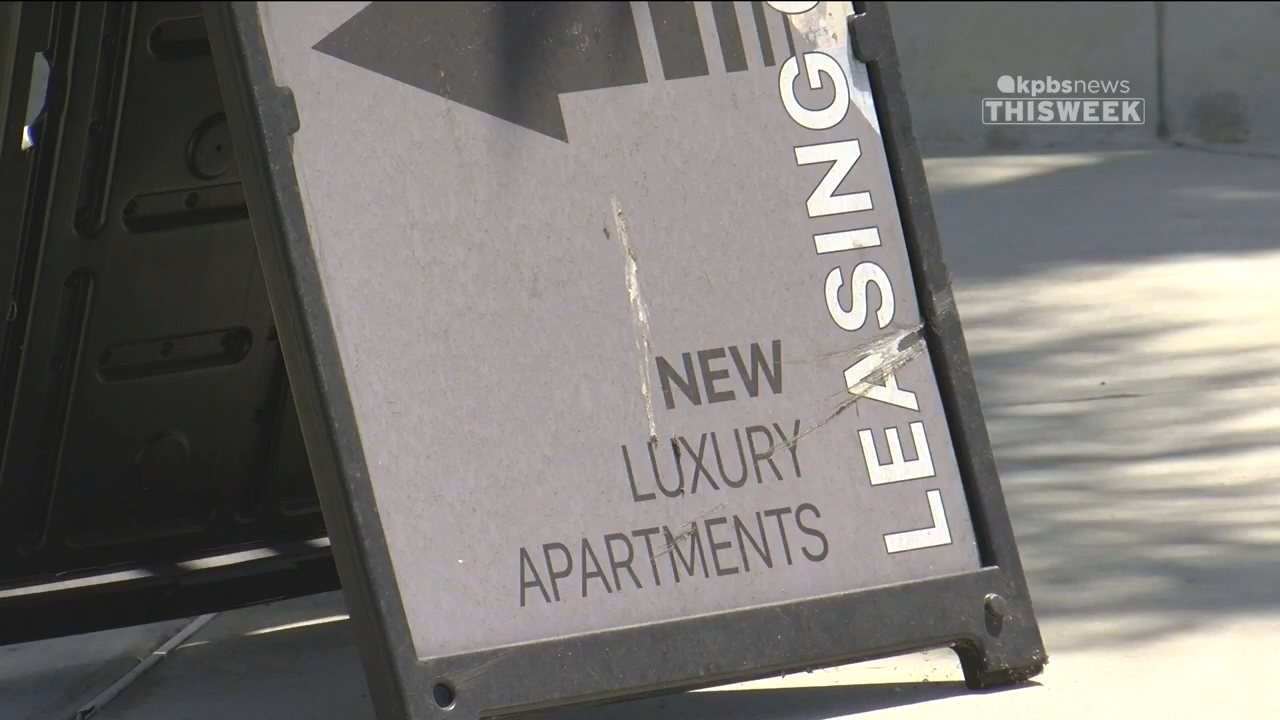 kpbsnews
THISWEEK
LEASING
NEW
LUXURY
APARTMENTS